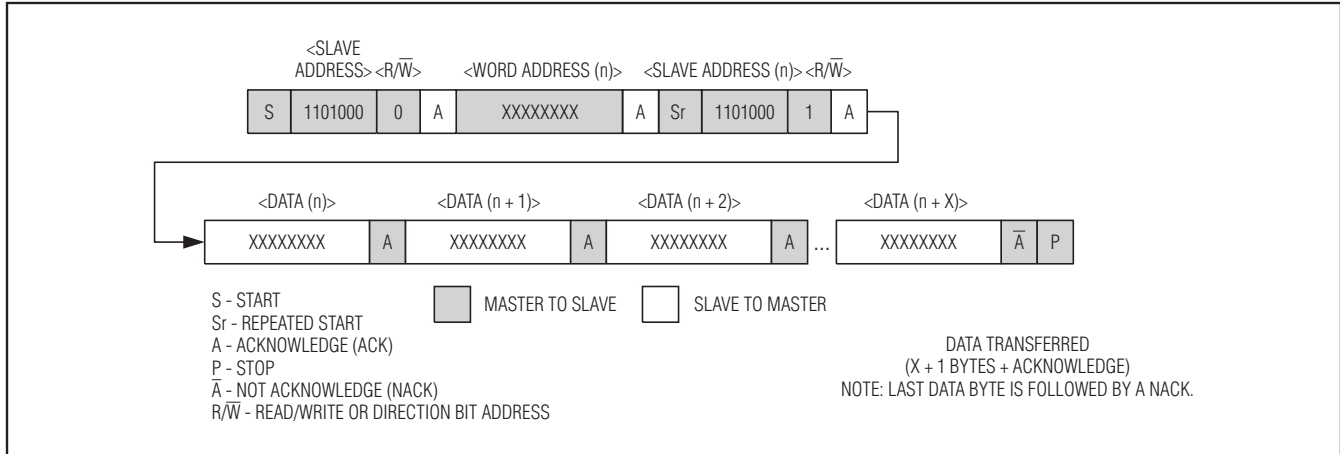 <SLAVE
ADDRESS> <R/W̅> <WORD ADDRESS (n)> <SLAVE ADDRESS (n)> <R/W̅>
S 1101000 0 A XXXXXXXX A Sr 1101000 1 A
<DATA (n)> <DATA (n + 1)> <DATA (n + 2)> <DATA (n + X)>
XXXXXXXX A XXXXXXXX A XXXXXXXX A ... XXXXXXXX A̅ P
S - START
Sr - REPEATED START
A - ACKNOWLEDGE (ACK)
P - STOP
A̅ - NOT ACKNOWLEDGE (NACK)
R/W̅ - READ/WRITE OR DIRECTION BIT ADDRESS
MASTER TO SLAVE SLAVE TO MASTER
DATA TRANSFERRED
(X + 1 BYTES + ACKNOWLEDGE)
NOTE: LAST DATA BYTE IS FOLLOWED BY A NACK.